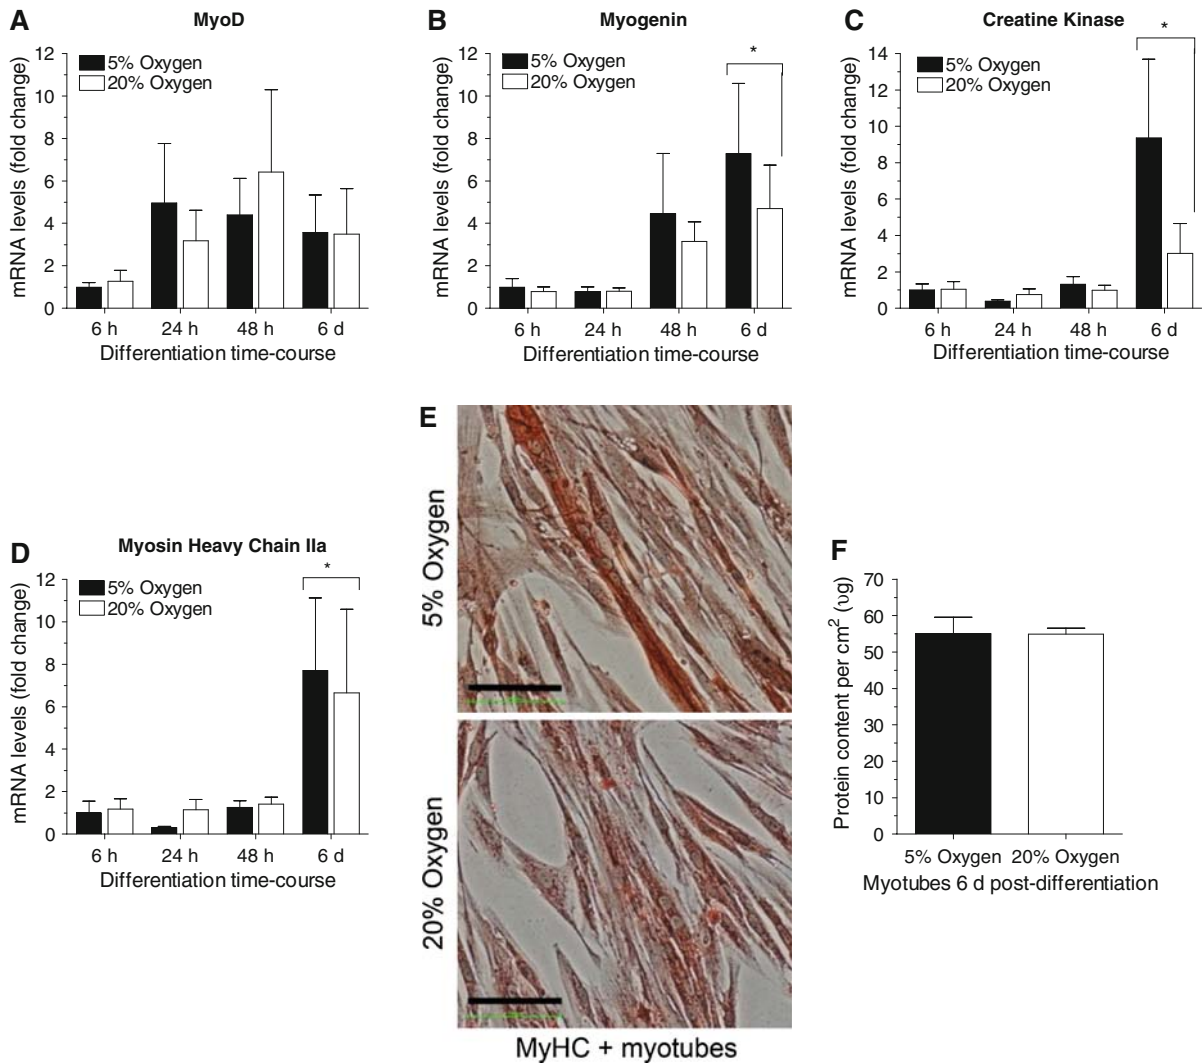 A
MyoD
5% Oxygen
20% Oxygen
mRNA levels (fold change)
12
10
8
6
4
2
0
6 h 24 h 48 h 6 d
Differentiation time-course
B
Myogenin
*
5% Oxygen
20% Oxygen
mRNA levels (fold change)
12
10
8
6
4
2
0
6 h 24 h 48 h 6 d
Differentiation time-course
C
Creatine Kinase
*
5% Oxygen
20% Oxygen
mRNA levels (fold change)
14
12
10
8
6
4
2
0
6 h 24 h 48 h 6 d
Differentiation time-course
D
Myosin Heavy Chain IIa
*
5% Oxygen
20% Oxygen
mRNA levels (fold change)
12
10
8
6
4
2
0
6 h 24 h 48 h 6 d
Differentiation time-course
E
5% Oxygen
20% Oxygen
MyHC + myotubes
F
Protein content per cm² (υg)
70
60
50
40
30
20
10
0
5% Oxygen 20% Oxygen
Myotubes 6 d post-differentiation